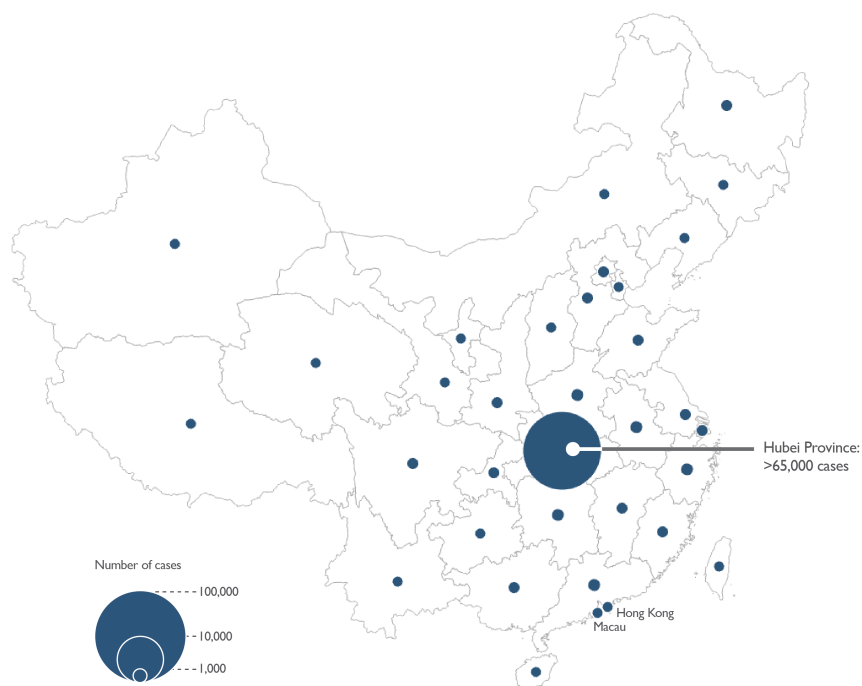 Hubei Province:
>65,000 cases
Number of cases
100,000
10,000
1,000
Hong Kong
Macau